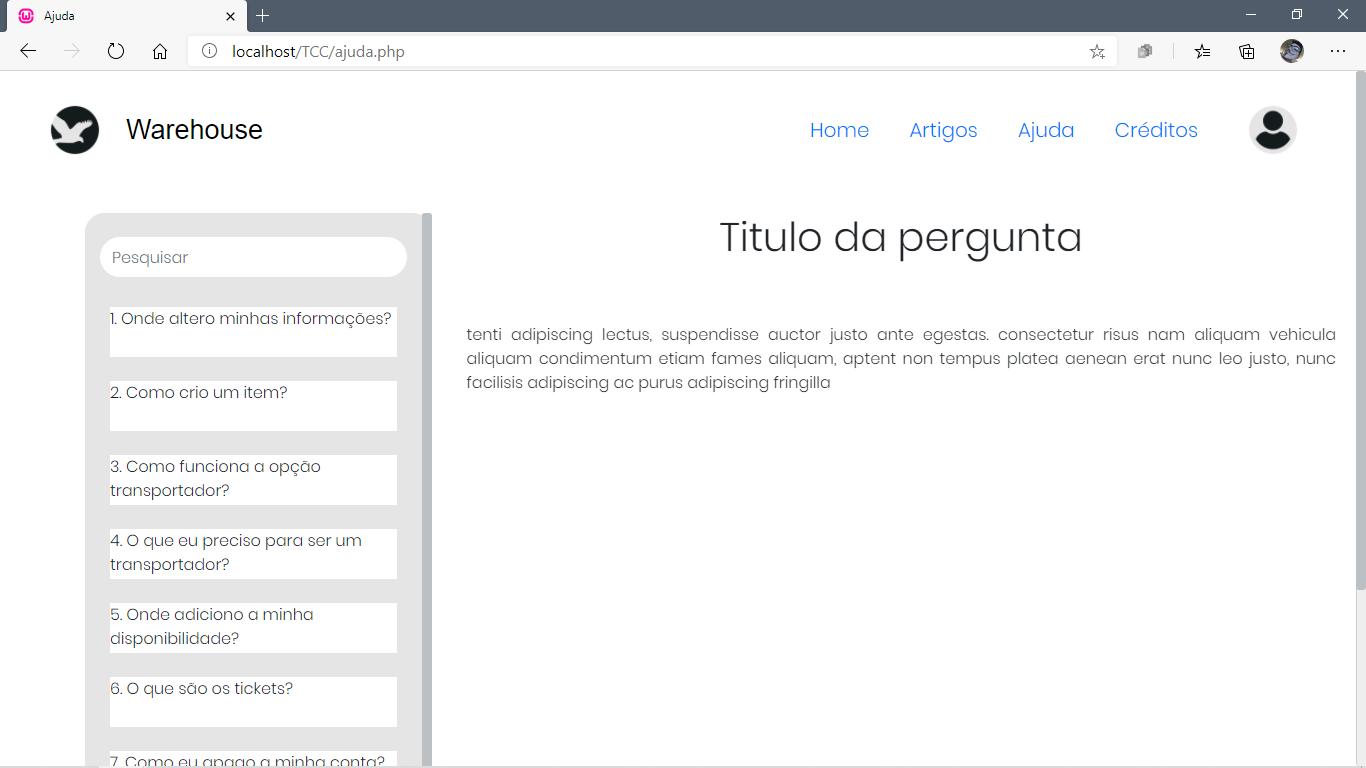 Ajuda
localhost/TCC/ajuda.php
Warehouse
Home Artigos Ajuda Créditos
Pesquisar
1. Onde altero minhas informações?
2. Como crio um item?
3. Como funciona a opção
transportador?
4. O que eu preciso para ser um
transportador?
5. Onde adiciono a minha
disponibilidade?
6. O que são os tickets?
7. Como eu apago a minha conta?
Titulo da pergunta
tenti adipiscing lectus, suspendisse auctor justo ante egestas. consectetur risus nam aliquam vehicula
aliquam condimentum etiam fames aliquam, aptent non tempus platea aenean erat nunc leo justo, nunc
facilisis adipiscing ac purus adipiscing fringilla